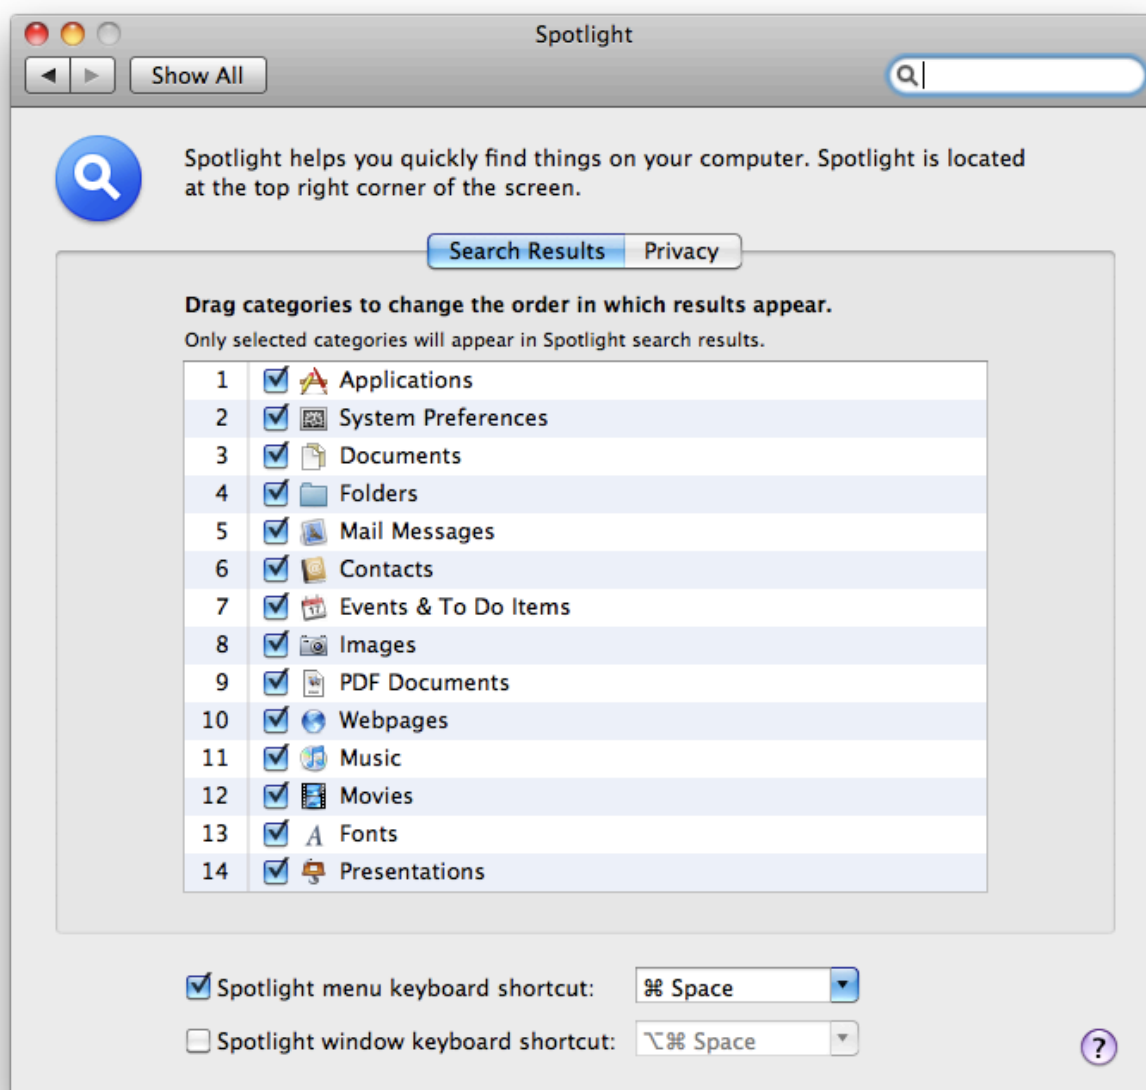 Spotlight
Show All
Spotlight helps you quickly find things on your computer. Spotlight is located
at the top right corner of the screen.
Search Results Privacy
Drag categories to change the order in which results appear.
Only selected categories will appear in Spotlight search results.
1 Applications
2 System Preferences
3 Documents
4 Folders
5 Mail Messages
6 Contacts
7 Events & To Do Items
8 Images
9 PDF Documents
10 Webpages
11 Music
12 Movies
13 Fonts
14 Presentations
Spotlight menu keyboard shortcut: ⌘ Space
Spotlight window keyboard shortcut: ⌥⌘ Space
?